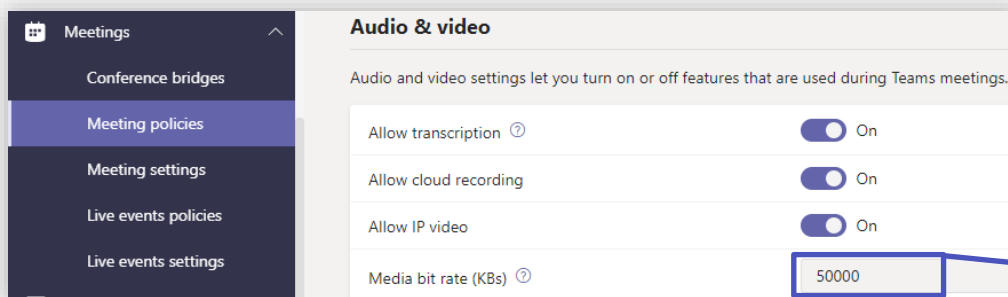 Meetings
Conference bridges
Meeting policies
Meeting settings
Live events policies
Live events settings
Audio & video
Audio and video settings let you turn on or off features that are used during Teams meetings.
Allow transcription ? On
Allow cloud recording On
Allow IP video On
Media bit rate (KBs) ? 50000